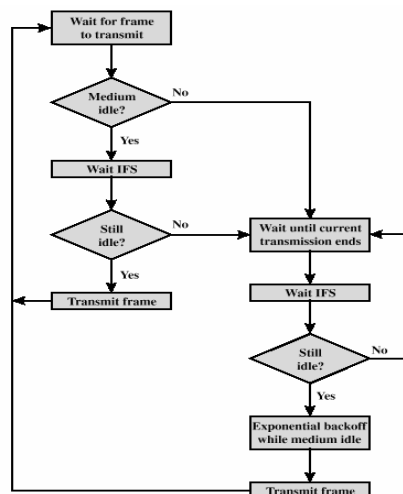 Wait for frame
to transmit
Medium
idle?
No
Yes
Wait IFS
Still
idle?
No
Wait until current
transmission ends
Yes
Transmit frame
Wait IFS
Still
idle?
No
Yes
Exponential backoff
while medium idle
Transmit frame